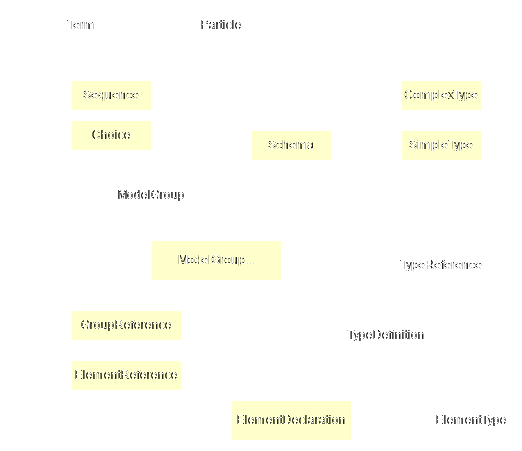 Term
Particle
Sequence
ComplexType
Choice
Schema
SimpleType
ModelGroup
ModelGroup...
TypeReference
GroupReference
TypeDefinition
ElementReference
ElementDeclaration
ElementType